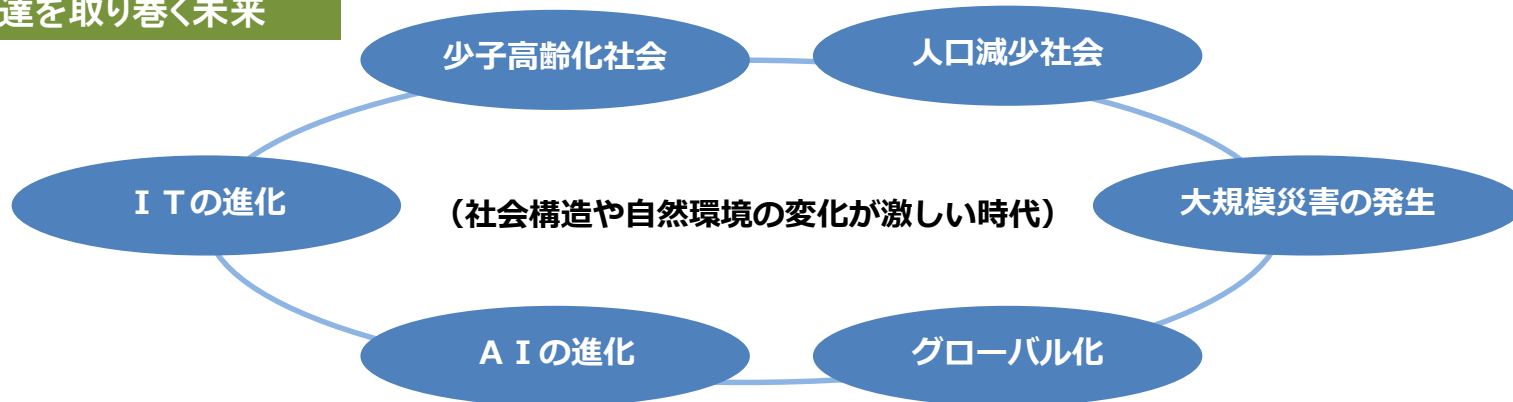 達を取り巻く未来
少子高齢化社会
人口減少社会
ＩＴの進化
（社会構造や自然環境の変化が激しい時代）
大規模災害の発生
ＡＩの進化
グローバル化